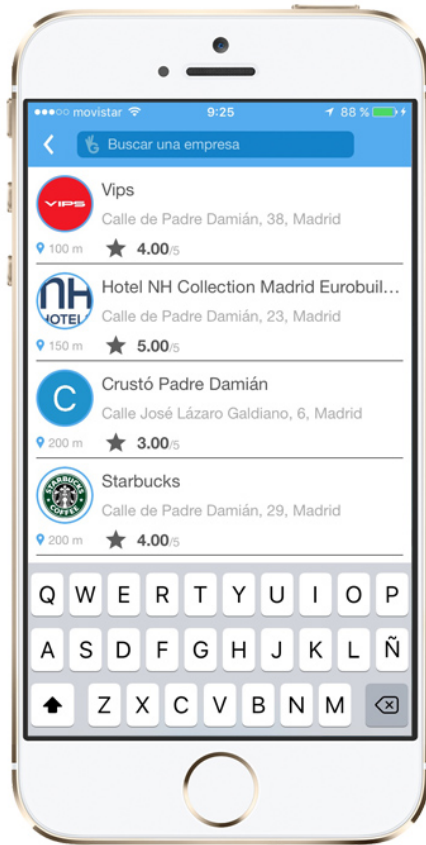 movistar 9:25 88 %
Buscar una empresa
VIPS
Vips
Calle de Padre Damián, 38, Madrid
100 m 4.00/5
NH
HOTEL
Hotel NH Collection Madrid Eurobuil...
Calle de Padre Damián, 23, Madrid
150 m 5.00/5
C
Crustó Padre Damián
Calle José Lázaro Galdiano, 6, Madrid
200 m 3.00/5
STARBUCKS
COFFEE
Starbucks
Calle de Padre Damián, 29, Madrid
200 m 4.00/5
Q W E R T Y U I O P
A S D F G H J K L Ñ
Z X C V B N M